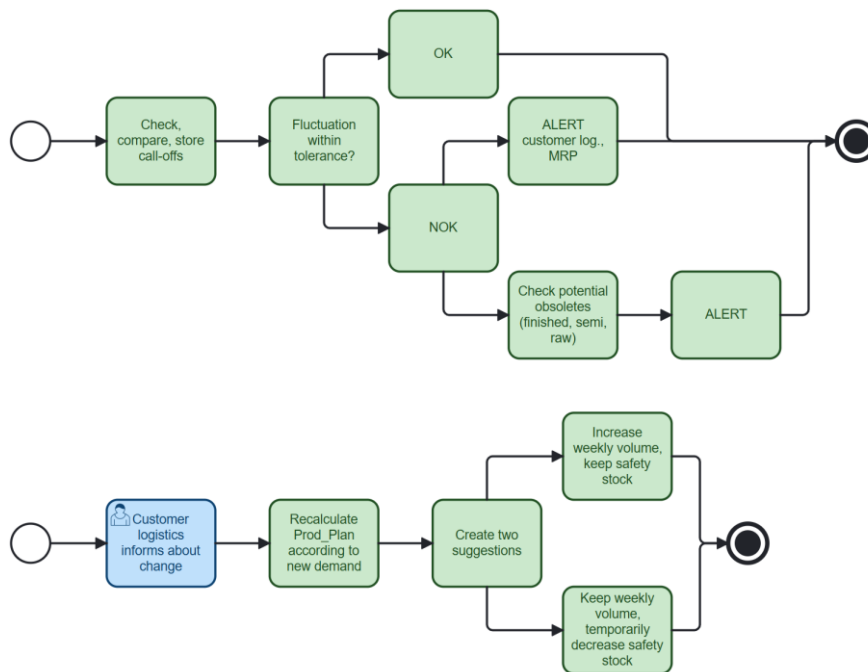 OK
Check,
compare, store
call-offs
Fluctuation
within
tolerance?
ALERT
customer log.,
MRP
NOK
Check potential
obsoletes
(finished, semi,
raw)
ALERT
Increase
weekly volume,
keep safety
stock
Customer
logistics
informs about
change
Recalculate
Prod_Plan
according to
new demand
Create two
suggestions
Keep weekly
volume,
temporarily
decrease safety
stock